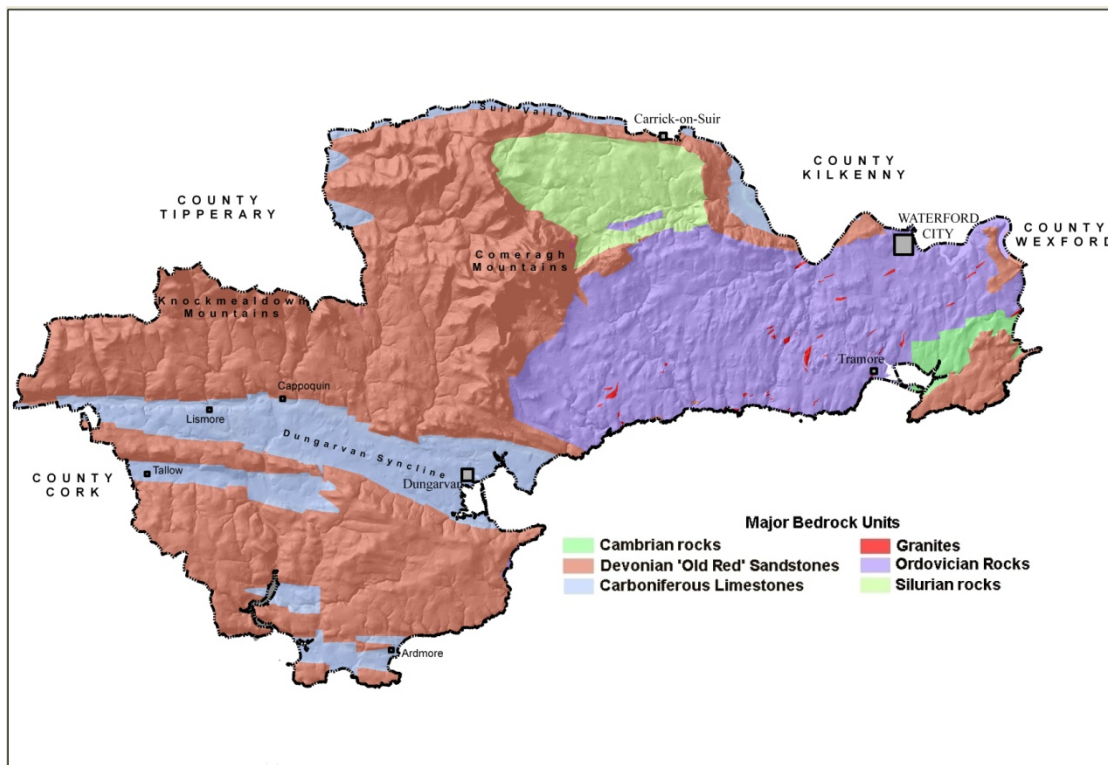 Suir Valley
Carrick-on-Suir
COUNTY
KILKENNY
COUNTY
TIPPERARY
WATERFORD
CITY
COUNTY
WEXFORD
Comeragh
Mountains
Knockmealdown
Mountains
Tramore
Cappoquin
Lismore
Dungarvan Syncline
Tallow
Dungarvan
COUNTY
CORK
Major Bedrock Units
Cambrian rocks
Devonian 'Old Red' Sandstones
Carboniferous Limestones
Granites
Ordovician Rocks
Silurian rocks
Ardmore